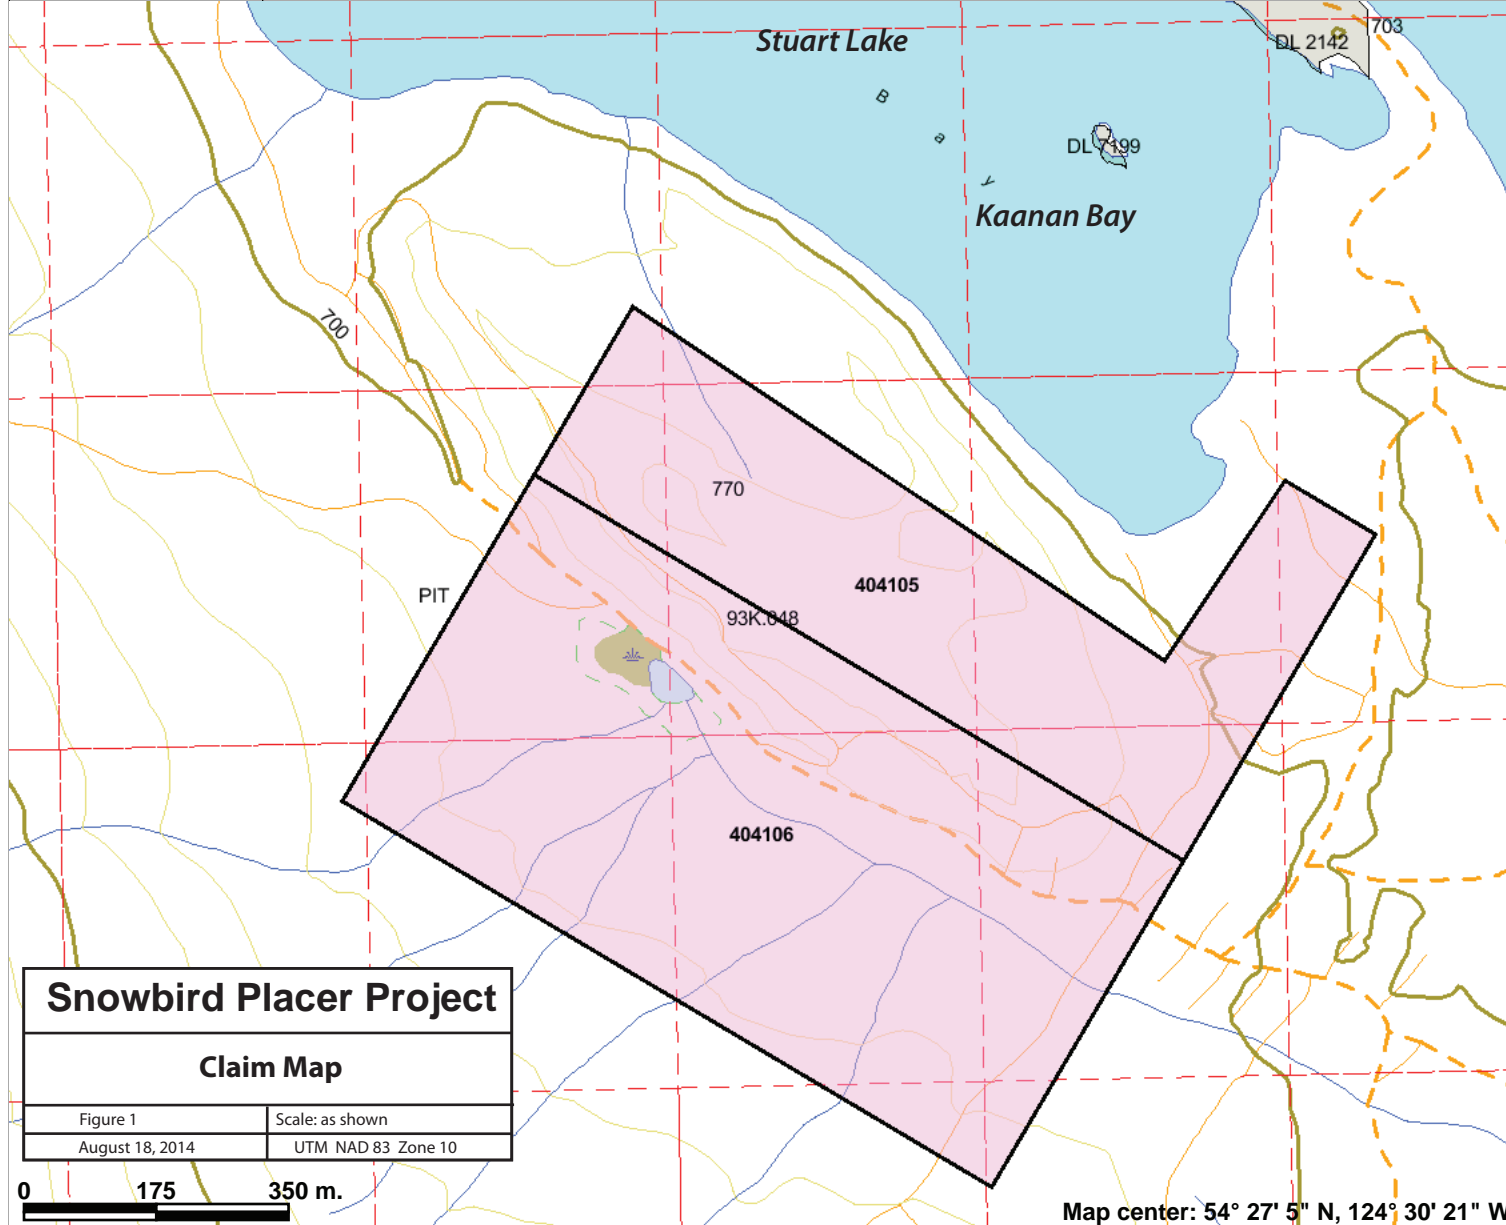 Stuart Lake
703
DL 2142
B
a
y
DL 7199
Kaanan Bay
700
770
404105
PIT
93K.048
404106
Snowbird Placer Project
Claim Map
Figure 1
Scale: as shown
August 18, 2014
UTM NAD 83 Zone 10
0 175 350 m.
Map center: 54° 27' 5" N, 124° 30' 21" W